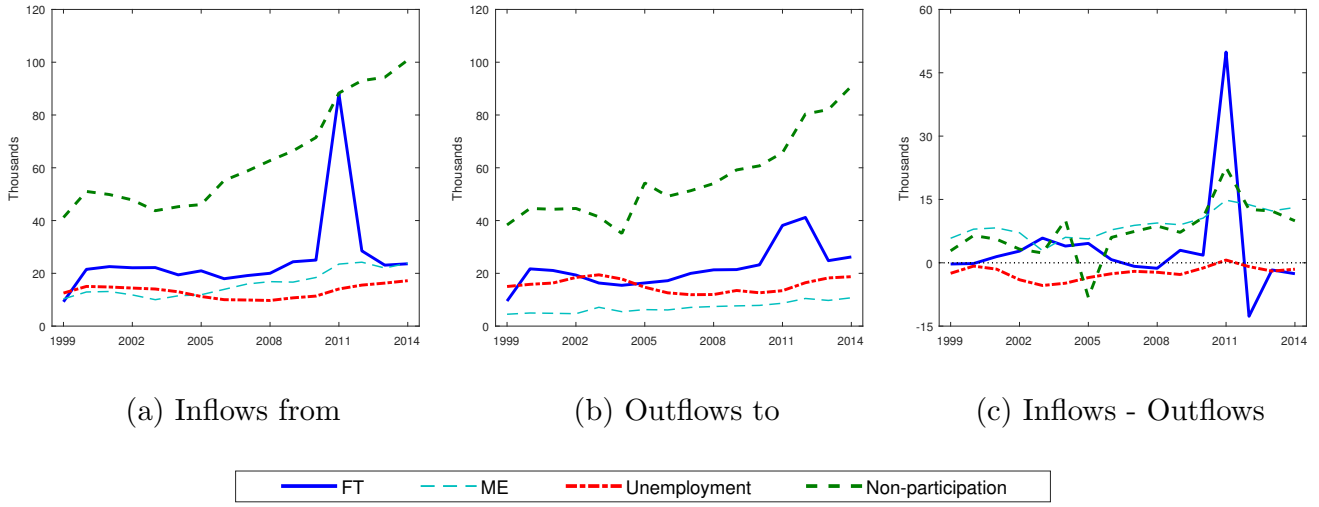 120
100
80
60
40
20
0
Thousands
1999 2002 2005 2008 2011 2014
(a) Inflows from
120
100
80
60
40
20
0
Thousands
1999 2002 2005 2008 2011 2014
(b) Outflows to
60
45
30
15
0
-15
Thousands
1999 2002 2005 2008 2011 2014
(c) Inflows - Outflows
FT ME Unemployment Non-participation